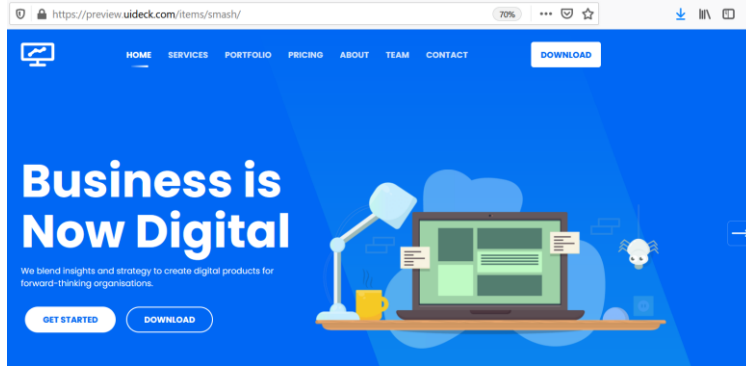 https://preview.uideck.com/items/smash/ 70%
HOME SERVICES PORTFOLIO PRICING ABOUT TEAM CONTACT DOWNLOAD
Business is
Now Digital
We blend insights and strategy to create digital products for
forward-thinking organisations.
GET STARTED DOWNLOAD